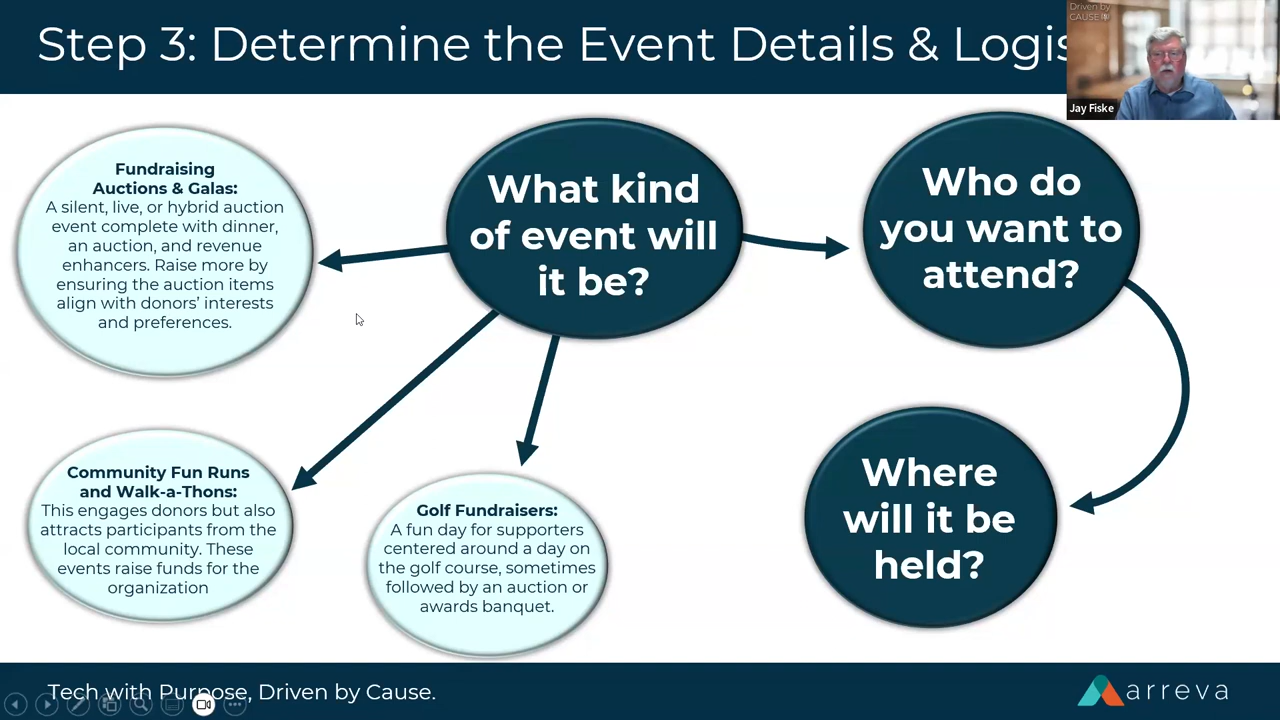 Step 3: Determine the Event Details & Logis
Driven by
CAUSE
Jay Fiske
Fundraising
Auctions & Galas:
A silent, live, or hybrid auction
event complete with dinner,
an auction, and revenue
enhancers. Raise more by
ensuring the auction items
align with donors’ interests
and preferences.
What kind
of event will
it be?
Who do
you want to
attend?
Community Fun Runs
and Walk-a-Thons:
This engages donors but also
attracts participants from the
local community. These
events raise funds for the
organization
Golf Fundraisers:
A fun day for supporters
centered around a day on
the golf course, sometimes
followed by an auction or
awards banquet.
Where
will it be
held?
Tech with Purpose, Driven by Cause.
arreva